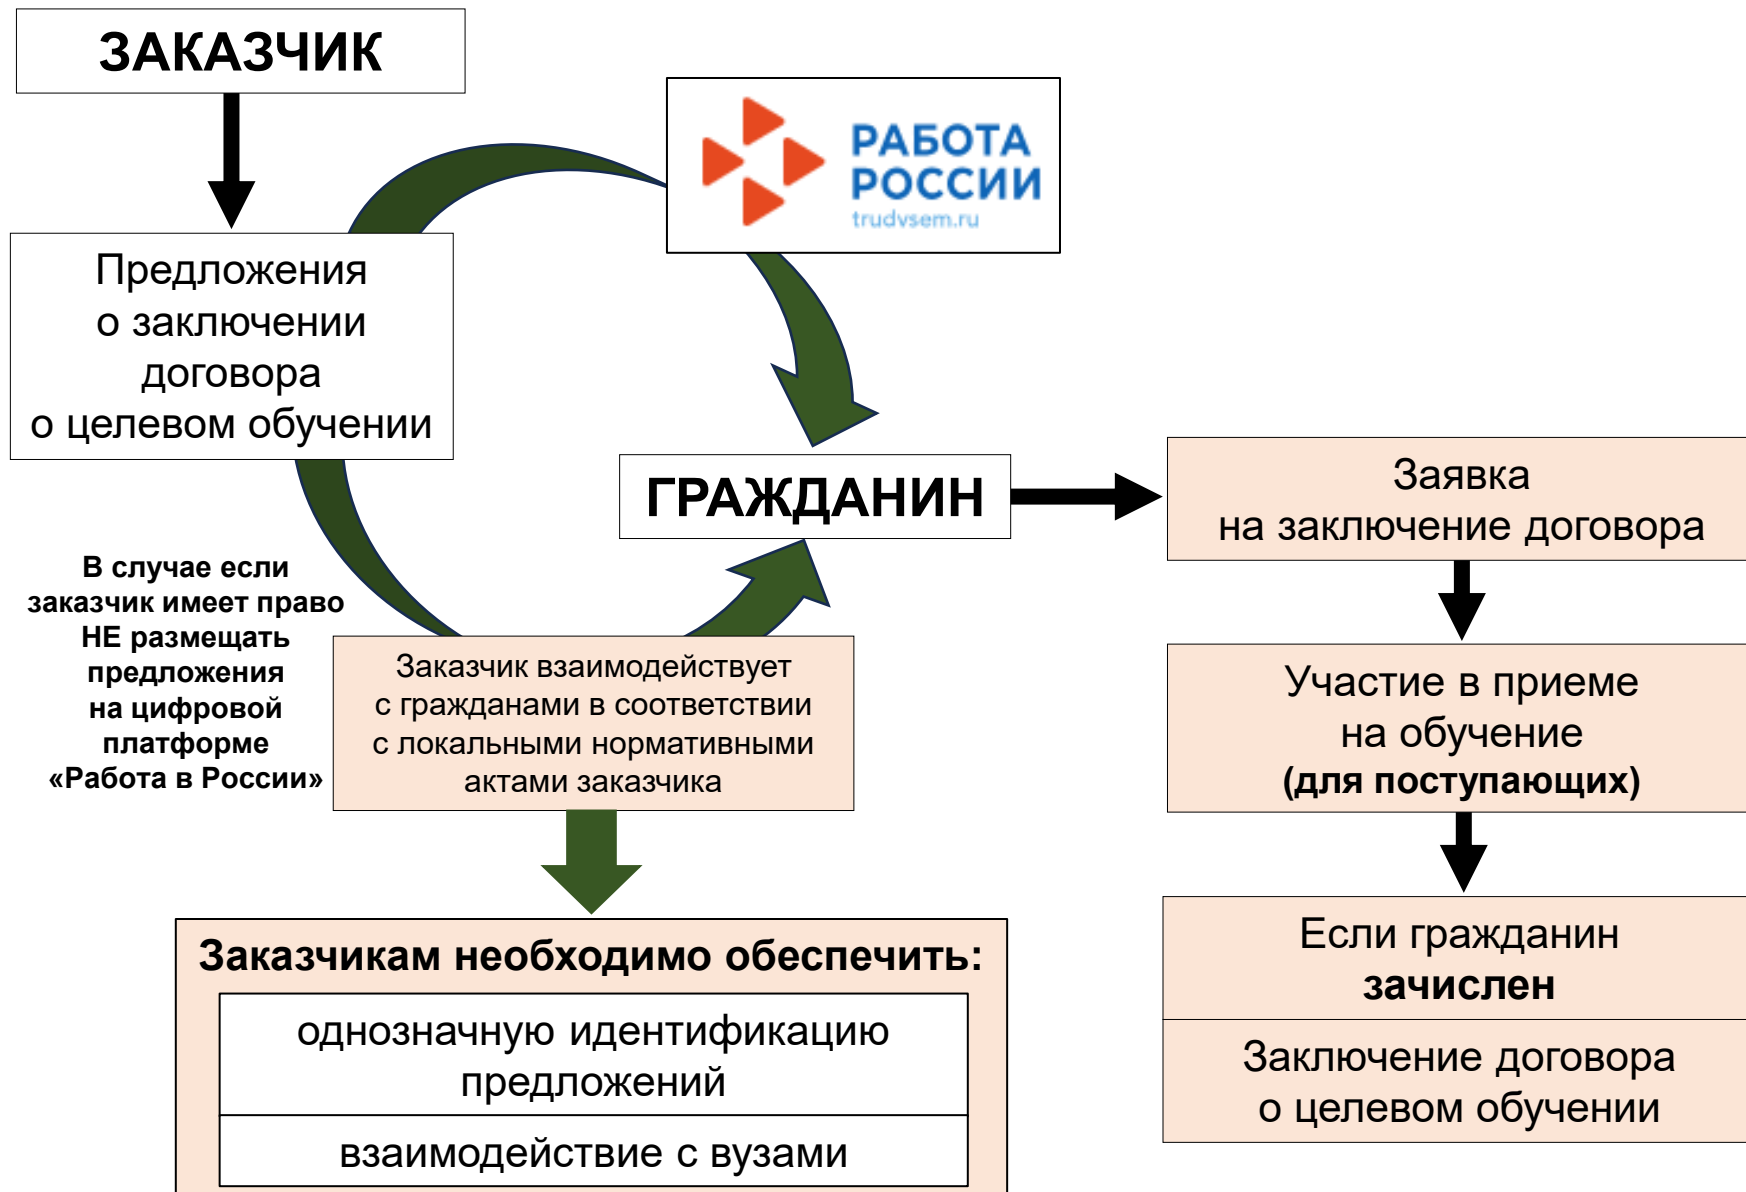 ЗАКАЗЧИК
РАБОТА
РОССИИ
trudvsem.ru
Предложения
о заключении
договора
о целевом обучении
ГРАЖДАНИН
Заявка
на заключение договора
В случае если
заказчик имеет право
НЕ размещать
предложения
на цифровой
платформе
«Работа в России»
Заказчик взаимодействует
с гражданами в соответствии
с локальными нормативными
актами заказчика
Участие в приеме
на обучение
(для поступающих)
Заказчикам необходимо обеспечить:
однозначную идентификацию
предложений
взаимодействие с вузами
Если гражданин
зачислен
Заключение договора
о целевом обучении